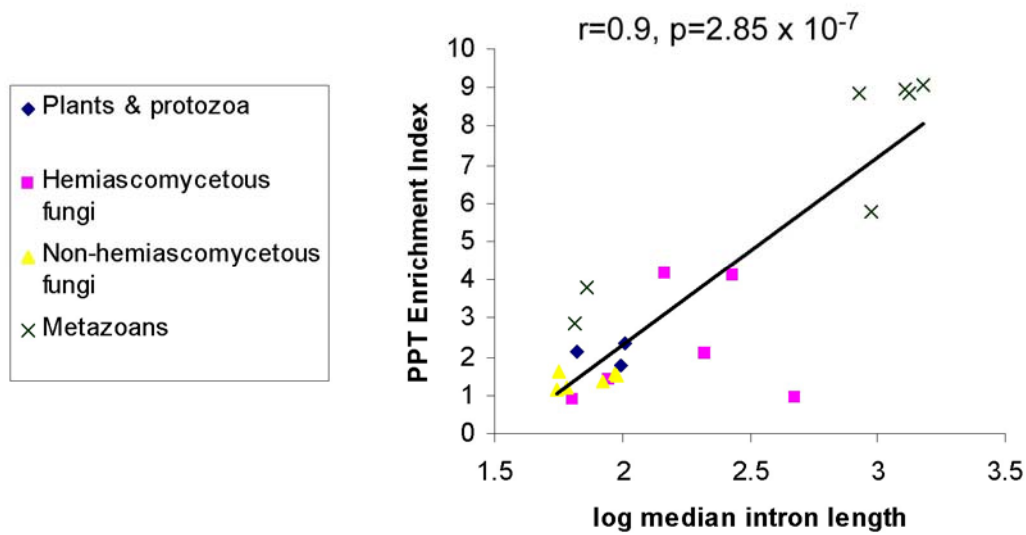 r=0.9, p=2.85 x 10-7
Plants & protozoa
Hemiascomycetous
fungi
Non-hemiascomycetous
fungi
Metazoans
PPT Enrichment Index
10
9
8
7
6
5
4
3
2
1
0
1.5 2 2.5 3 3.5
log median intron length